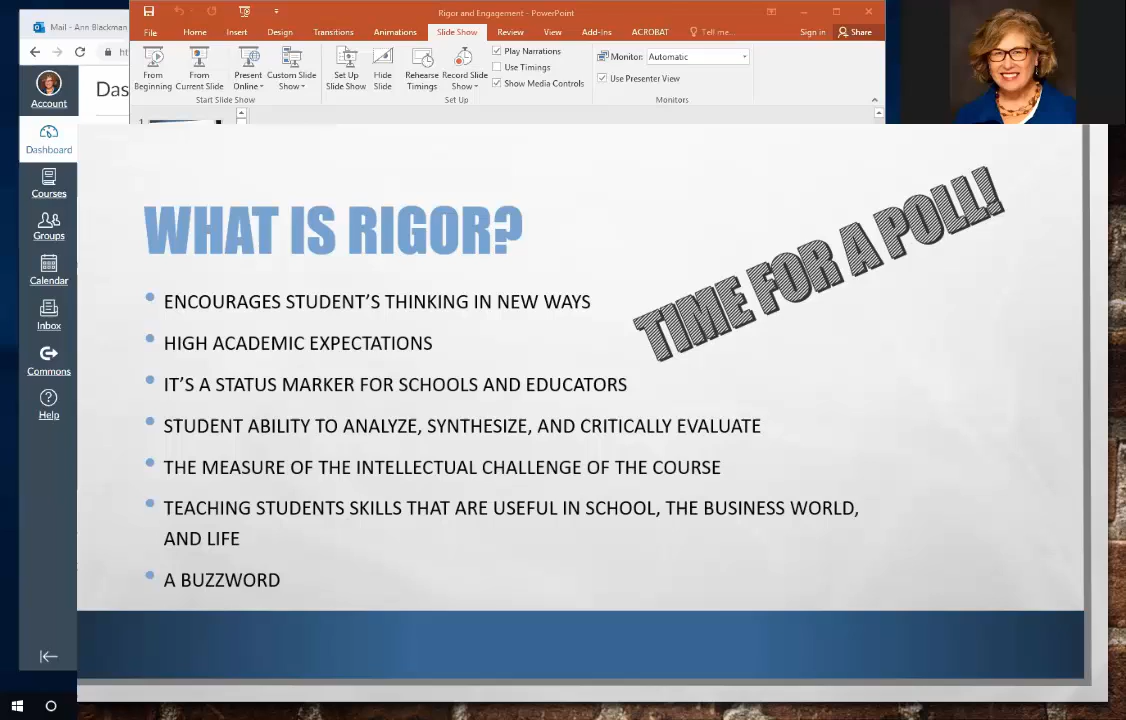 Mail - Ann Blackman
Rigor and Engagement - PowerPoint
File Home Insert Design Transitions Animations Slide Show Review View Add-Ins ACROBAT Tell me... Sign in Share
From Beginning
From Current Slide
Present Online
Custom Slide Show
Set Up Slide Show
Hide Slide
Rehearse Timings
Record Slide Show
Play Narrations
Use Timings
Show Media Controls
Monitor: Automatic
Use Presenter View
Start Slide Show
Set Up
Monitors
1
Account
Dashboard
Courses
Groups
Calendar
Inbox
Commons
Help
TIME FOR A POLL!
WHAT IS RIGOR?
• ENCOURAGES STUDENT'S THINKING IN NEW WAYS
• HIGH ACADEMIC EXPECTATIONS
• IT'S A STATUS MARKER FOR SCHOOLS AND EDUCATORS
• STUDENT ABILITY TO ANALYZE, SYNTHESIZE, AND CRITICALLY EVALUATE
• THE MEASURE OF THE INTELLECTUAL CHALLENGE OF THE COURSE
• TEACHING STUDENTS SKILLS THAT ARE USEFUL IN SCHOOL, THE BUSINESS WORLD,
AND LIFE
• A BUZZWORD